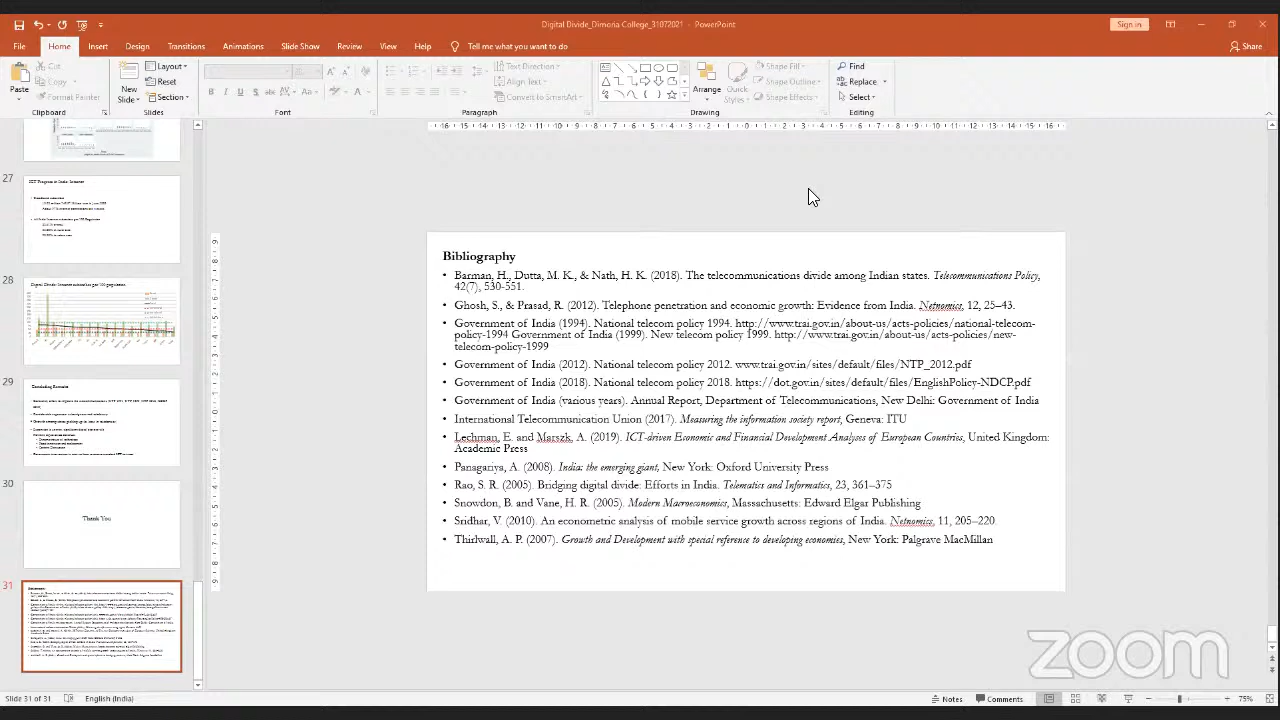 Digital Divide_Dimoria College_31072021 - PowerPoint
Sign in
File Home Insert Design Transitions Animations Slide Show Review View Help Tell me what you want to do Share
Paste
Cut
Copy
Format Painter
Clipboard
New Slide
Layout
Reset
Section
Slides
Font
Text Direction
Align Text
Convert to SmartArt
Paragraph
Arrange
Quick Styles
Shape Fill
Shape Outline
Shape Effects
Drawing
Find
Replace
Select
Editing
27
28
Digital Divide: Internet subscriber per 100 population
29
Concluding Remarks
30
Thank You
31
Bibliography
• Barman, H., Dutta, M. K., & Nath, H. K. (2018). The telecommunications divide among Indian states. Telecommunications Policy,
42(7), 530-551.
• Ghosh, S., & Prasad, R. (2012). Telephone penetration and economic growth: Evidence from India. Netnomics, 12, 25–43
• Government of India (1994). National telecom policy 1994. http://www.trai.gov.in/about-us/acts-policies/national-telecom-
policy-1994 Government of India (1999). New telecom policy 1999. http://www.trai.gov.in/about-us/acts-policies/new-
telecom-policy-1999
• Government of India (2012). National telecom policy 2012. www.trai.gov.in/sites/default/files/NTP_2012.pdf
• Government of India (2018). National telecom policy 2018. https://dot.gov.in/sites/default/files/EnglishPolicy-NDCP.pdf
• Government of India (various years). Annual Report, Department of Telecommunications, New Delhi: Government of India
• International Telecommunication Union (2017). Measuring the information society report, Geneva: ITU
• Lechman, E. and Marszk, A. (2019). ICT-driven Economic and Financial Development Analyses of European Countries, United Kingdom:
Academic Press
• Panagariya, A. (2008). India: the emerging giant, New York: Oxford University Press
• Rao, S. R. (2005). Bridging digital divide: Efforts in India. Telematics and Informatics, 23, 361–375
• Snowdon, B. and Vane, H. R. (2005). Modern Macroeconomics, Massachusetts: Edward Elgar Publishing
• Sridhar, V. (2010). An econometric analysis of mobile service growth across regions of India. Netnomics, 11, 205–220
• Thirlwall, A. P. (2007). Growth and Development with special reference to developing economies, New York: Palgrave MacMillan
zoom
Slide 31 of 31 English (India) Notes Comments 75%